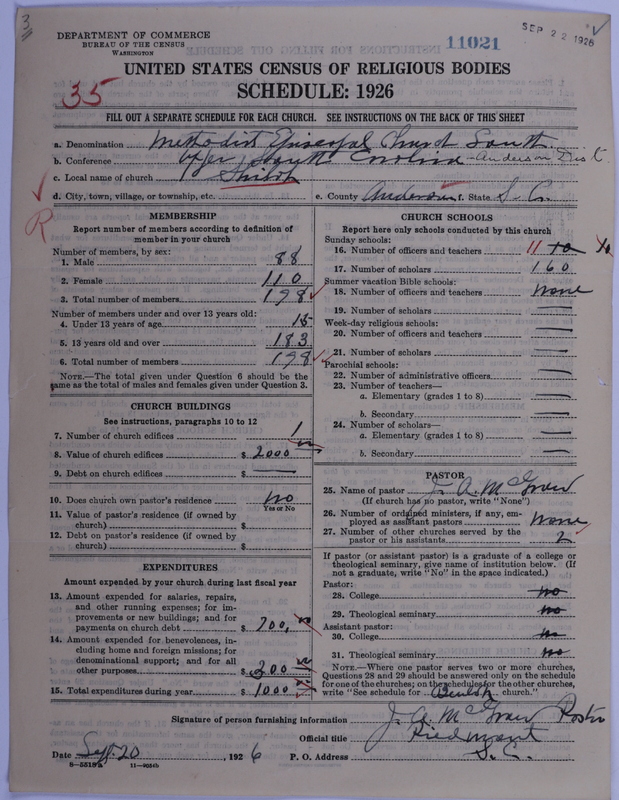 3
DEPARTMENT OF COMMERCE
BUREAU OF THE CENSUS
WASHINGTON
11021
SEP 22 1926
UNITED STATES CENSUS OF RELIGIOUS BODIES
35
SCHEDULE: 1926
FILL OUT A SEPARATE SCHEDULE FOR EACH CHURCH. SEE INSTRUCTIONS ON THE BACK OF THIS SHEET
a. Denomination Methodist Episcopal Church South
b. Conference Upper South Carolina - Anderson Dist.
c. Local name of church Shiloh
d. City, town, village, or township, etc. e. County Anderson f. State S. C.
R
MEMBERSHIP
Report number of members according to definition of
member in your church
Number of members, by sex:
1. Male 88
2. Female 110
3. Total number of members 198
Number of members under and over 13 years old:
4. Under 13 years of age 15
5. 13 years old and over 183
6. Total number of members 198
NOTE.—The total given under Question 6 should be the
same as the total of males and females given under Question 3.
CHURCH BUILDINGS
See instructions, paragraphs 10 to 12
7. Number of church edifices 1
8. Value of church edifices $ 2000
9. Debt on church edifices $ —
10. Does church own pastor's residence No
Yes or No
11. Value of pastor's residence (if owned by
church) $
12. Debt on pastor's residence (if owned by
church) $
EXPENDITURES
Amount expended by your church during last fiscal year
13. Amount expended for salaries, repairs,
and other running expenses; for im-
provements or new buildings; and for
payments on church debt $ 700,
14. Amount expended for benevolences, in-
cluding home and foreign missions; for
denominational support; and for all
other purposes $ 300
15. Total expenditures during year $ 1000
CHURCH SCHOOLS
Report here only schools conducted by this church
Sunday schools:
16. Number of officers and teachers 11 10
17. Number of scholars 160
Summer vacation Bible schools:
18. Number of officers and teachers None
19. Number of scholars —
Week-day religious schools:
20. Number of officers and teachers —
21. Number of scholars —
Parochial schools:
22. Number of administrative officers —
23. Number of teachers—
a. Elementary (grades 1 to 8) —
b. Secondary —
24. Number of scholars—
a. Elementary (grades 1 to 8) —
b. Secondary —
PASTOR
25. Name of pastor J. A. McGraw
(If church has no pastor, write "None")
26. Number of ordained ministers, if any, em-
ployed as assistant pastors None
27. Number of other churches served by the
pastor or his assistants 2
If pastor (or assistant pastor) is a graduate of a college or
theological seminary, give name of institution below. (If
not a graduate, write "No" in the space indicated.)
Pastor:
28. College No
29. Theological seminary No
Assistant pastor:
30. College No
31. Theological seminary No
NOTE.—Where one pastor serves two or more churches,
Questions 28 and 29 should be answered only on the schedule
for one of the churches; on the schedules for the other churches,
write "See schedule for Beulah church."
Signature of person furnishing information J. A. McGraw Pastor
Official title Piedmont
Date Sept. 20, 1926 P. O. Address S. C.
8—5518a 11—9054b